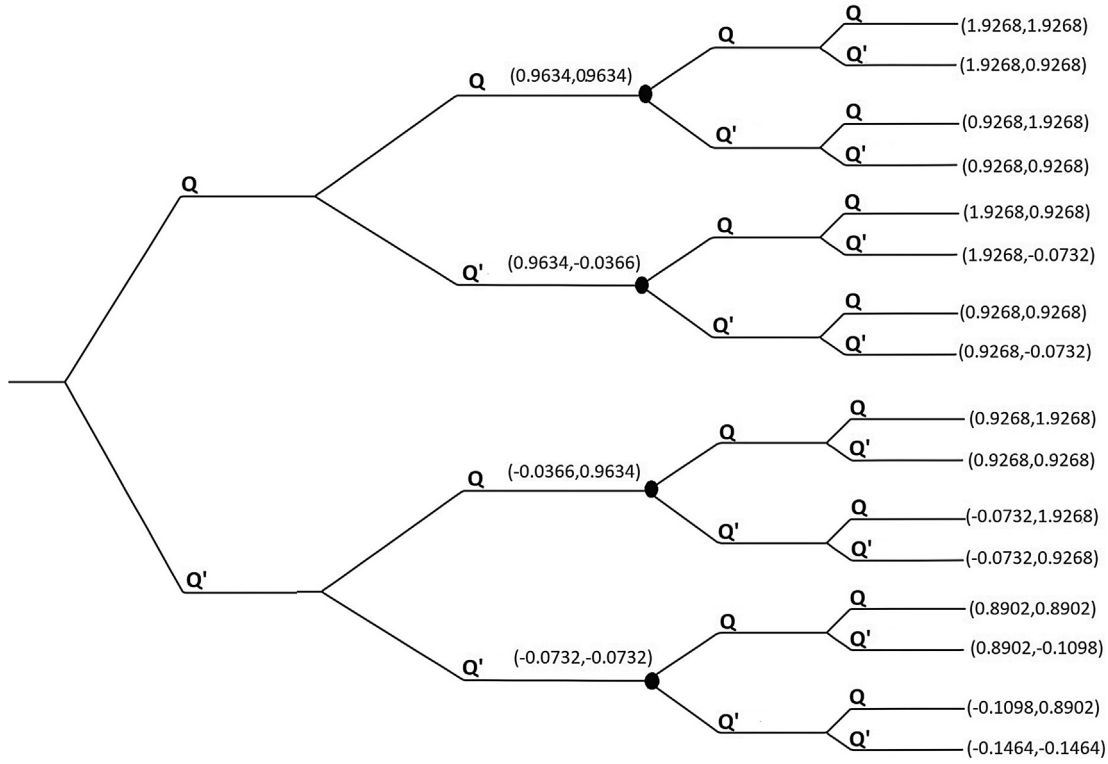 Q
(1.9268,1.9268)
Q
Q'
(1.9268,0.9268)
Q
(0.9634,09634)
Q
(0.9268,1.9268)
Q'
Q'
(0.9268,0.9268)
Q
Q
(1.9268,0.9268)
Q
Q'
(1.9268,-0.0732)
Q'
(0.9634,-0.0366)
Q
(0.9268,0.9268)
Q'
Q'
(0.9268,-0.0732)
Q
(0.9268,1.9268)
Q
Q'
(0.9268,0.9268)
Q
(-0.0366,0.9634)
Q
(-0.0732,1.9268)
Q'
Q'
(-0.0732,0.9268)
Q'
Q
(0.8902,0.8902)
Q
Q'
(0.8902,-0.1098)
Q'
(-0.0732,-0.0732)
Q
(-0.1098,0.8902)
Q'
Q'
(-0.1464,-0.1464)